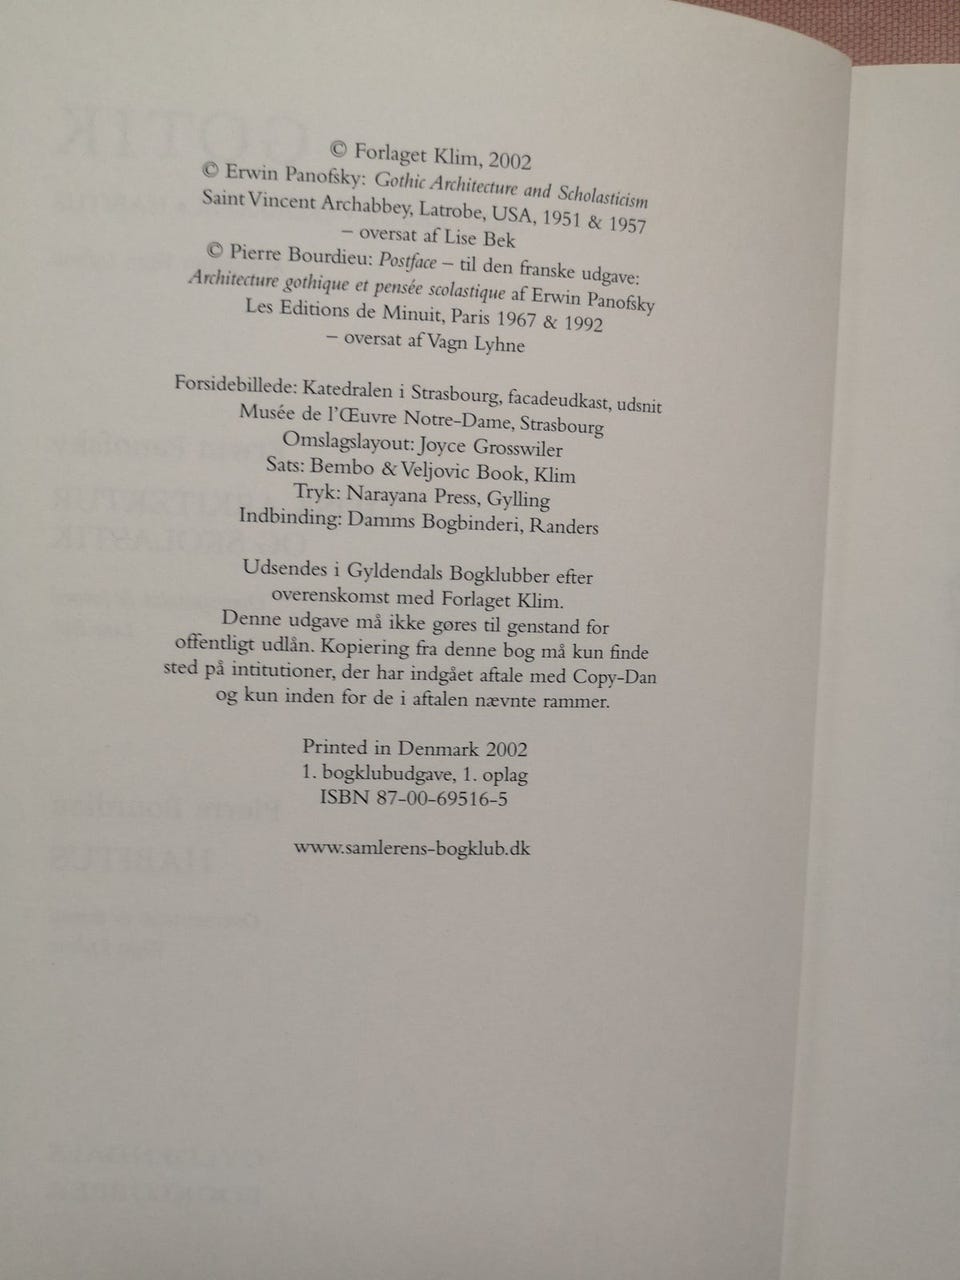 © Forlaget Klim, 2002
© Erwin Panofsky: Gothic Architecture and Scholasticism
Saint Vincent Archabbey, Latrobe, USA, 1951 & 1957
– oversat af Lise Bek
© Pierre Bourdieu: Postface – til den franske udgave:
Architecture gothique et pensée scolastique af Erwin Panofsky
Les Editions de Minuit, Paris 1967 & 1992
– oversat af Vagn Lyhne
Forsidebillede: Katedralen i Strasbourg, facadeudkast, udsnit
Musée de l'Œuvre Notre-Dame, Strasbourg
Omslagslayout: Joyce Grosswiler
Sats: Bembo & Veljovic Book, Klim
Tryk: Narayana Press, Gylling
Indbinding: Damms Bogbinderi, Randers
Udsendes i Gyldendals Bogklubber efter
overenskomst med Forlaget Klim.
Denne udgave må ikke gøres til genstand for
offentligt udlån. Kopiering fra denne bog må kun finde
sted på intitutioner, der har indgået aftale med Copy-Dan
og kun inden for de i aftalen nævnte rammer.
Printed in Denmark 2002
1. bogklubudgave, 1. oplag
ISBN 87-00-69516-5
www.samlerens-bogklub.dk